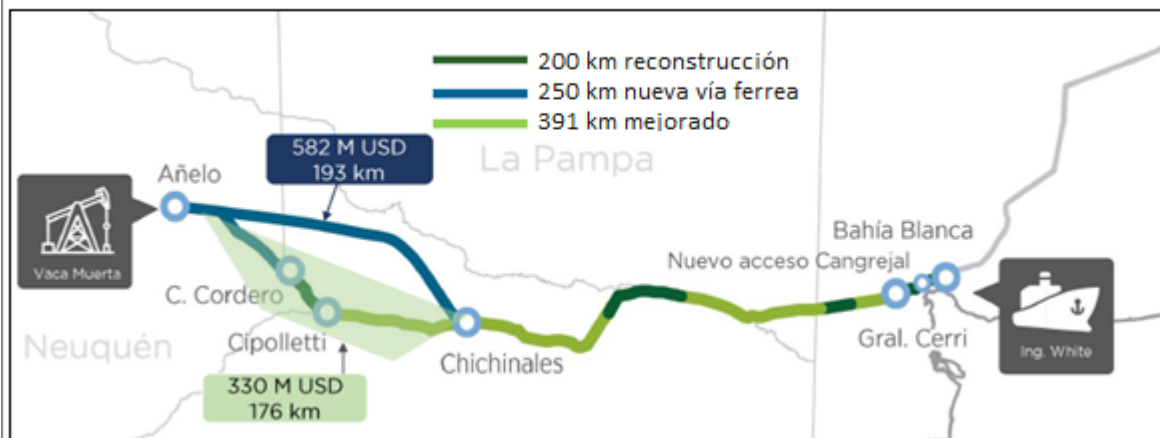 200 km reconstrucción
250 km nueva vía ferrea
391 km mejorado
582 M USD
193 km
La Pampa
Añelo
Vaca Muerta
Bahía Blanca
Nuevo acceso Cangrejal
C. Cordero
Neuquén
Cipolletti
Chichinales
Gral. Cerri
Ing. White
330 M USD
176 km